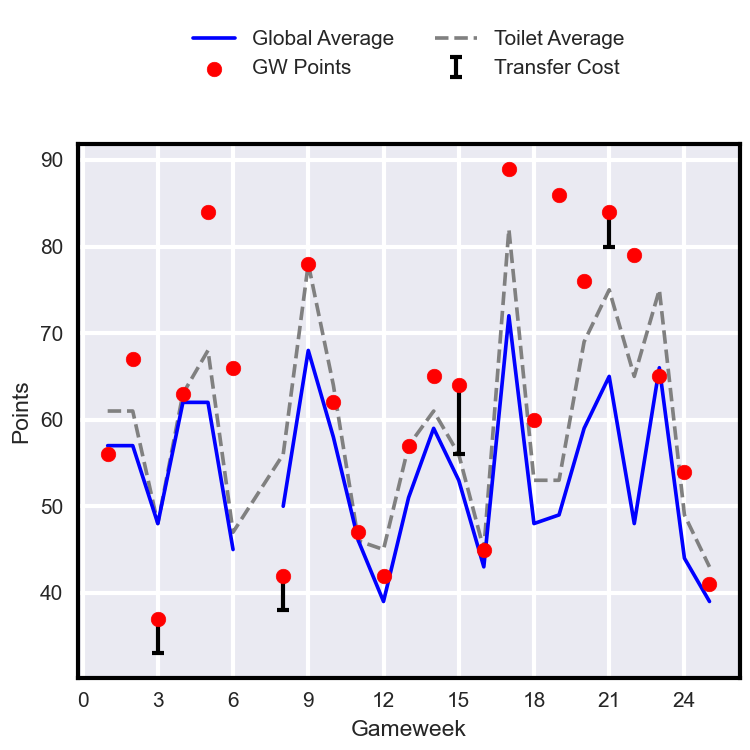 Global Average
Toilet Average
GW Points
Transfer Cost
90
80
70
60
50
40
Points
0 3 6 9 12 15 18 21 24
Gameweek